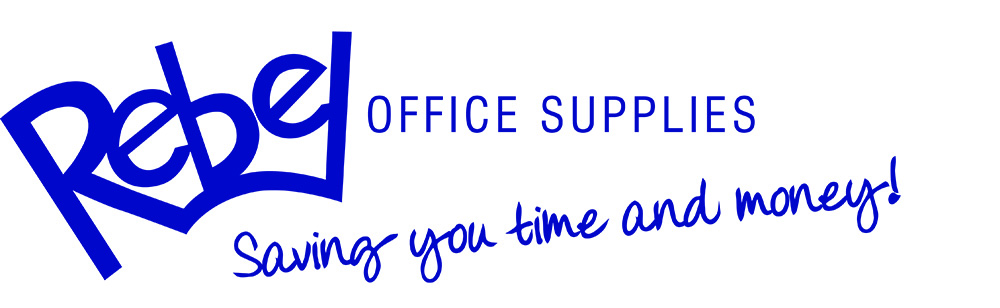 Rebel OFFICE SUPPLIES
Saving you time and money!